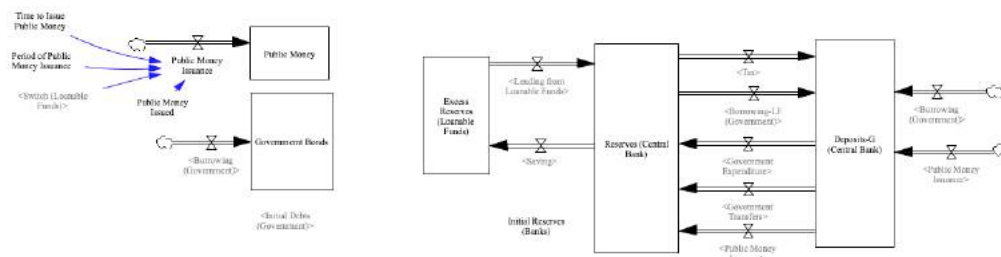 Time to Issue
Public Money
Period of Public
Money Issuance
<Switch (Loanable
Funds)>
Public Money
Issued
Public Money
Issuance
Public Money
<Borrowing
(Government)>
Government Bonds
<Initial Debts
(Government)>
Excess
Reserves
(Loanable
Funds)
<Lending from
Loanable Funds>
<Saving>
Initial Reserves
(Banks)
Reserves (Central
Bank)
<Tax>
<Borrowing-LF
(Government)>
<Government
Expenditure>
<Government
Transfers>
<Public Money
Deposits-G
(Central Bank)
<Borrowing
(Government)>
<Public Money
Issuance>